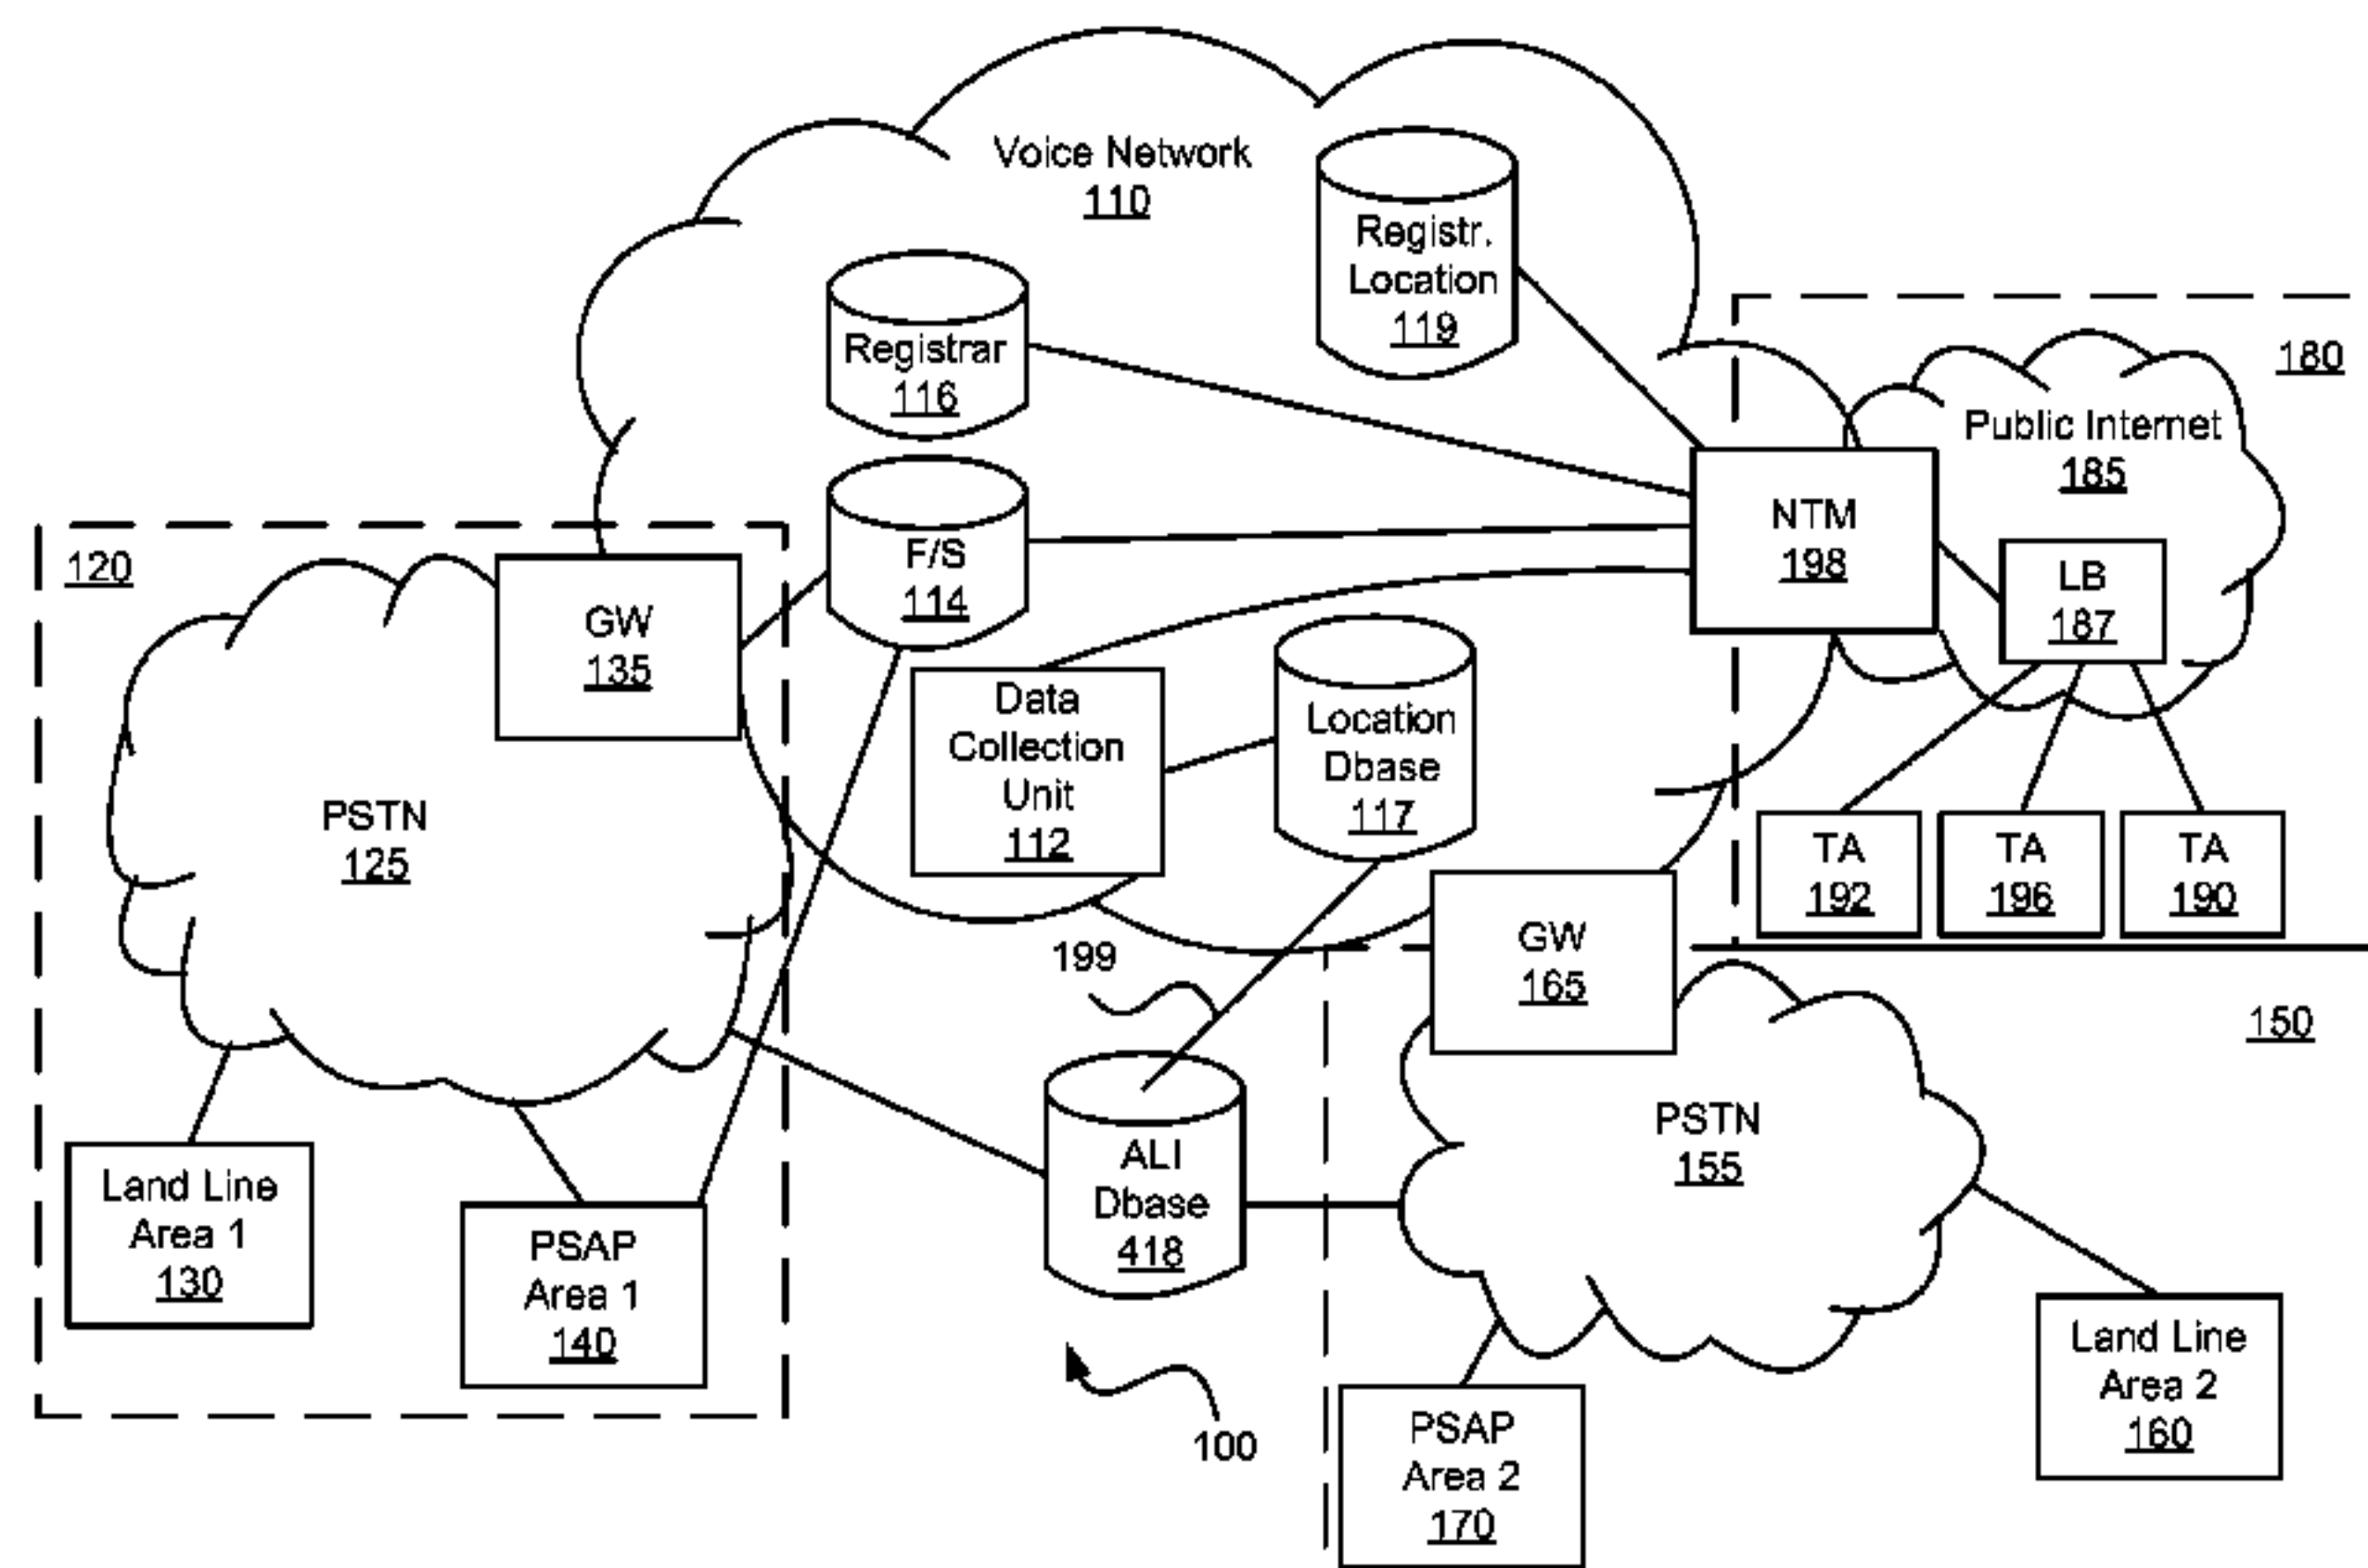 Voice Network
110
Registr.
Location
119
Registrar
116
180
Public Internet
185
NTM
198
F/S
114
120
LB
187
GW
135
Data
Collection
Unit
112
Location
Dbase
117
PSTN
125
TA
192
TA
196
TA
190
GW
165
199
150
PSTN
155
ALI
Dbase
418
Land Line
Area 1
130
PSAP
Area 1
140
Land Line
Area 2
160
PSAP
Area 2
170
100